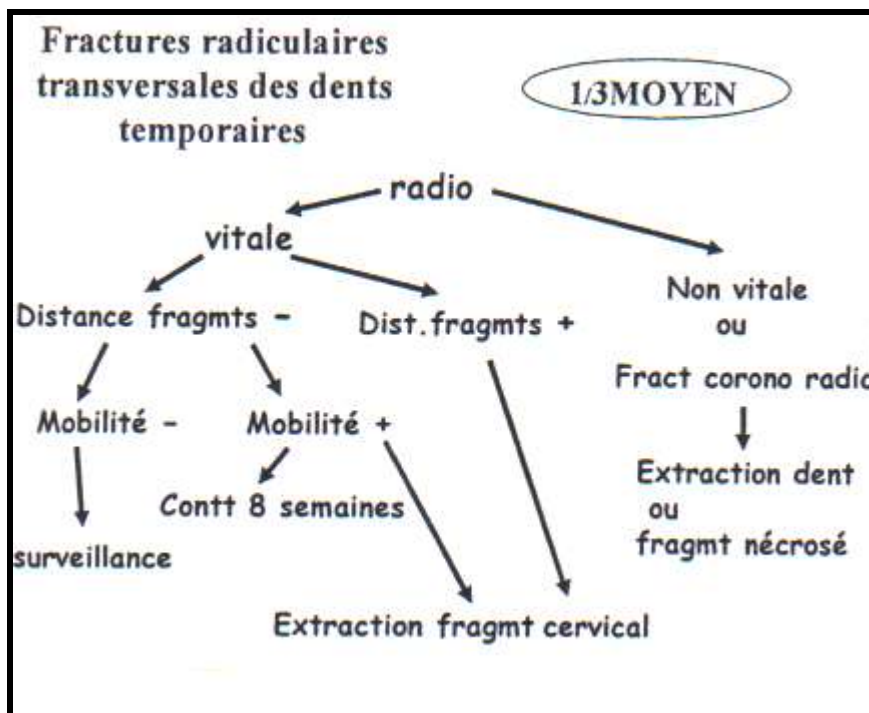 Fractures radiculaires
transversales des dents
temporaires
1/3MOYEN
radio
vitale
Non vitale
ou
Fract corono radic
Distance fragmts -
Dist.fragmts +
Mobilité -
Mobilité +
Extraction dent
ou
fragmt nécrosé
Contt 8 semaines
surveillance
Extraction fragmt cervical